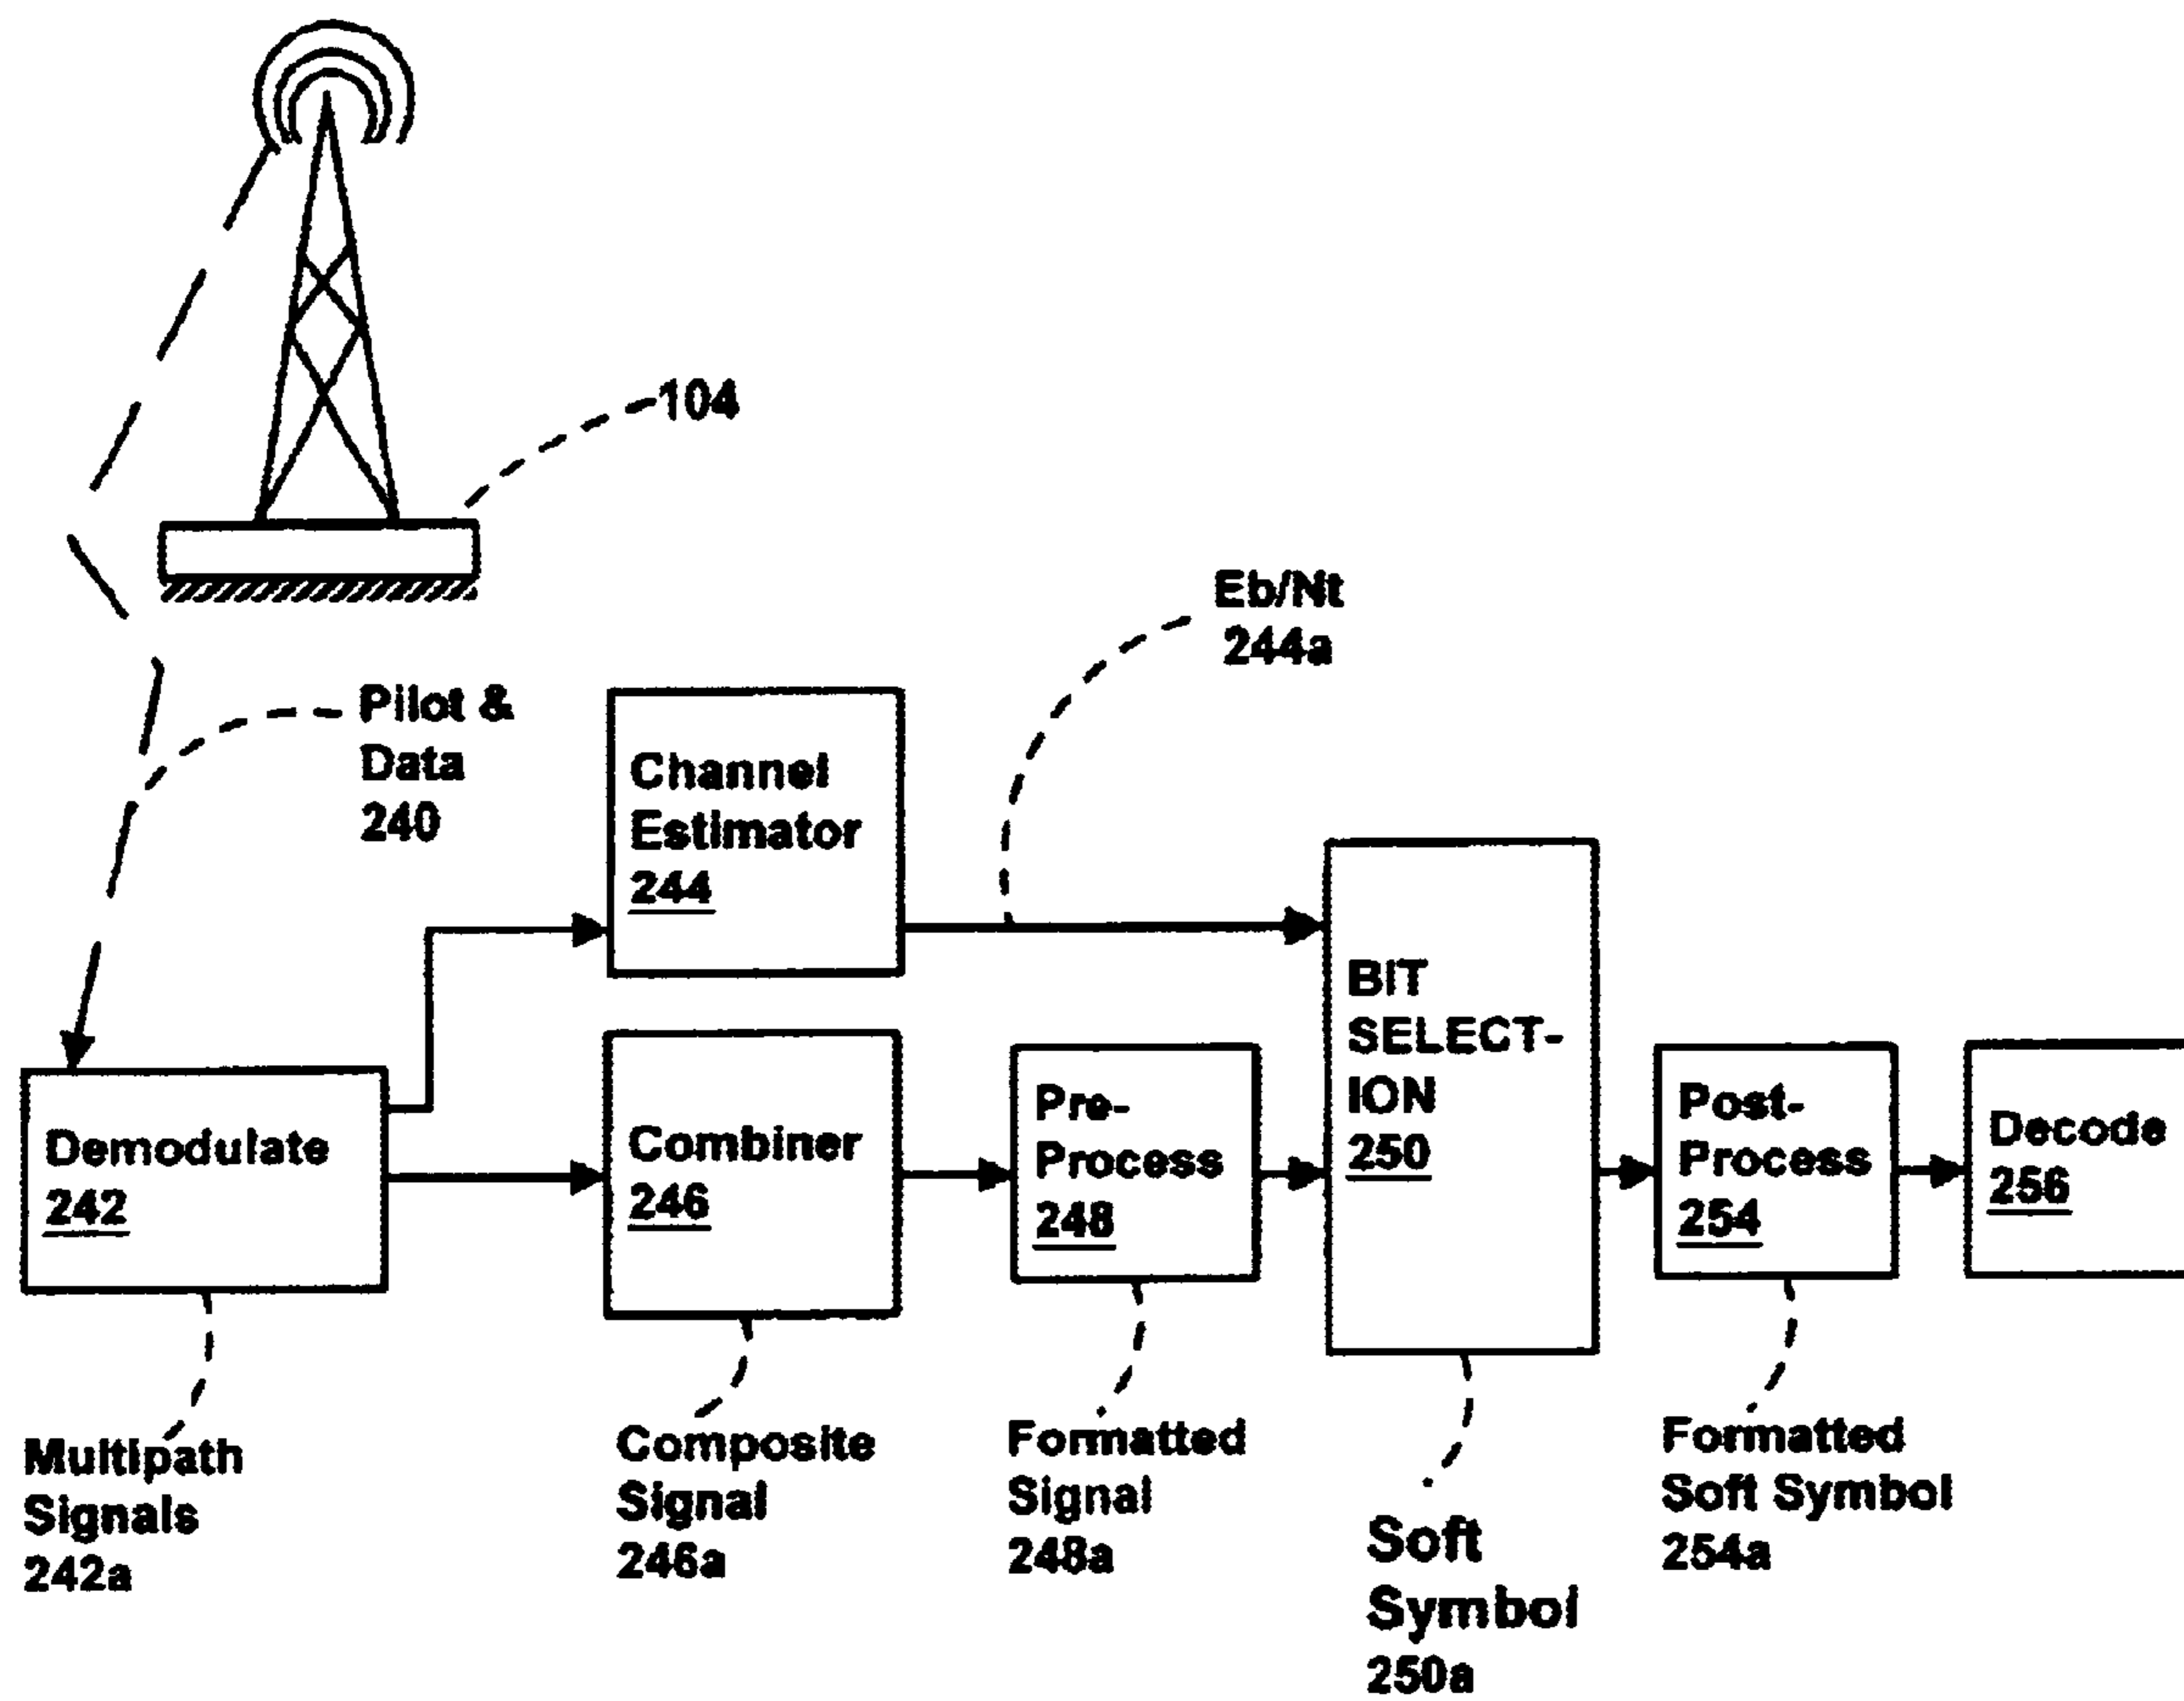 104
Eb/Nt
244a
Pilot &
Data
240
Channel
Estimator
244
BIT
SELECT-
ION
250
Demodulate
242
Combiner
246
Pre-
Process
248
Post-
Process
254
Decode
256
Multipath
Signals
242a
Composite
Signal
246a
Formatted
Signal
248a
Soft
Symbol
250a
Formatted
Soft Symbol
254a